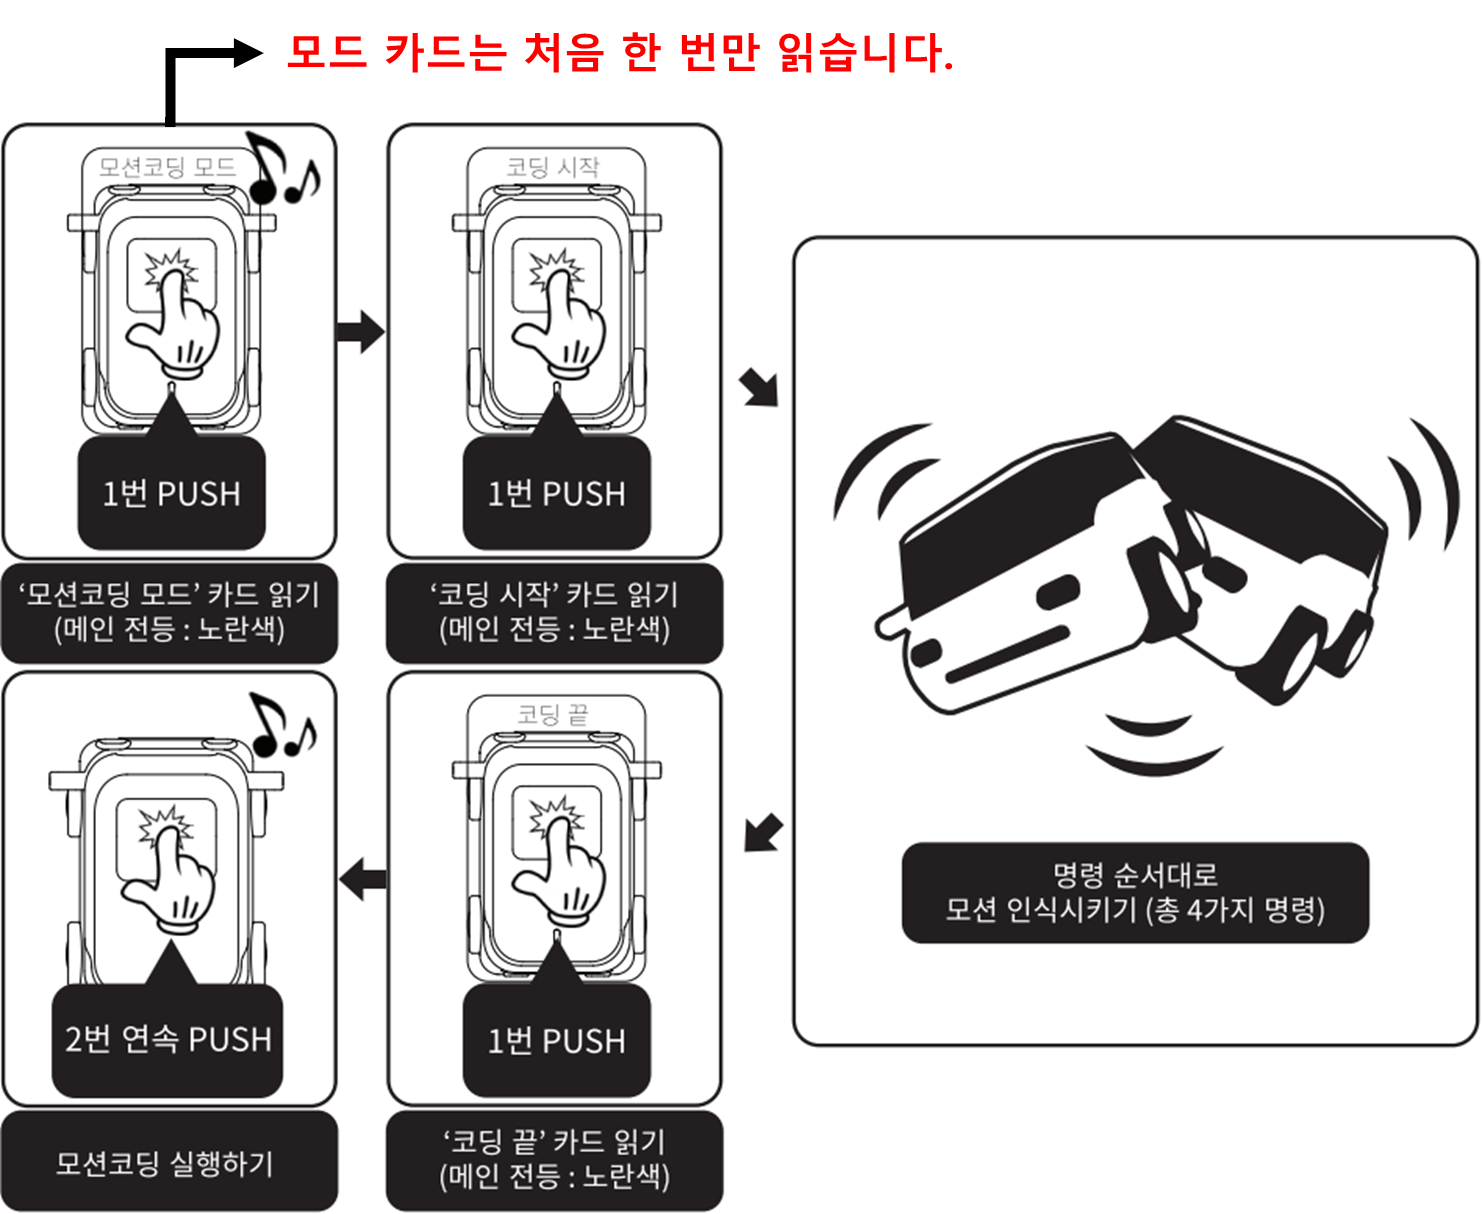 모드 카드는 처음 한 번만 읽습니다.
모션코딩 모드
1번 PUSH
‘모션코딩 모드’ 카드 읽기
(메인 전등 : 노란색)
코딩 시작
1번 PUSH
‘코딩 시작’ 카드 읽기
(메인 전등 : 노란색)
명령 순서대로
모션 인식시키기 (총 4가지 명령)
코딩 끝
1번 PUSH
‘코딩 끝’ 카드 읽기
(메인 전등 : 노란색)
2번 연속 PUSH
모션코딩 실행하기